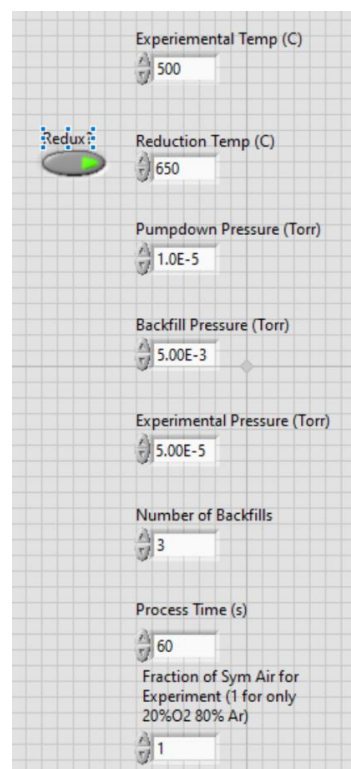 Experiemental Temp (C)
500
Redux?
Reduction Temp (C)
650
Pumpdown Pressure (Torr)
1.0E-5
Backfill Pressure (Torr)
5.00E-3
Experimental Pressure (Torr)
5.00E-5
Number of Backfills
3
Process Time (s)
60
Fraction of Sym Air for
Experiment (1 for only
20%O2 80% Ar)
1